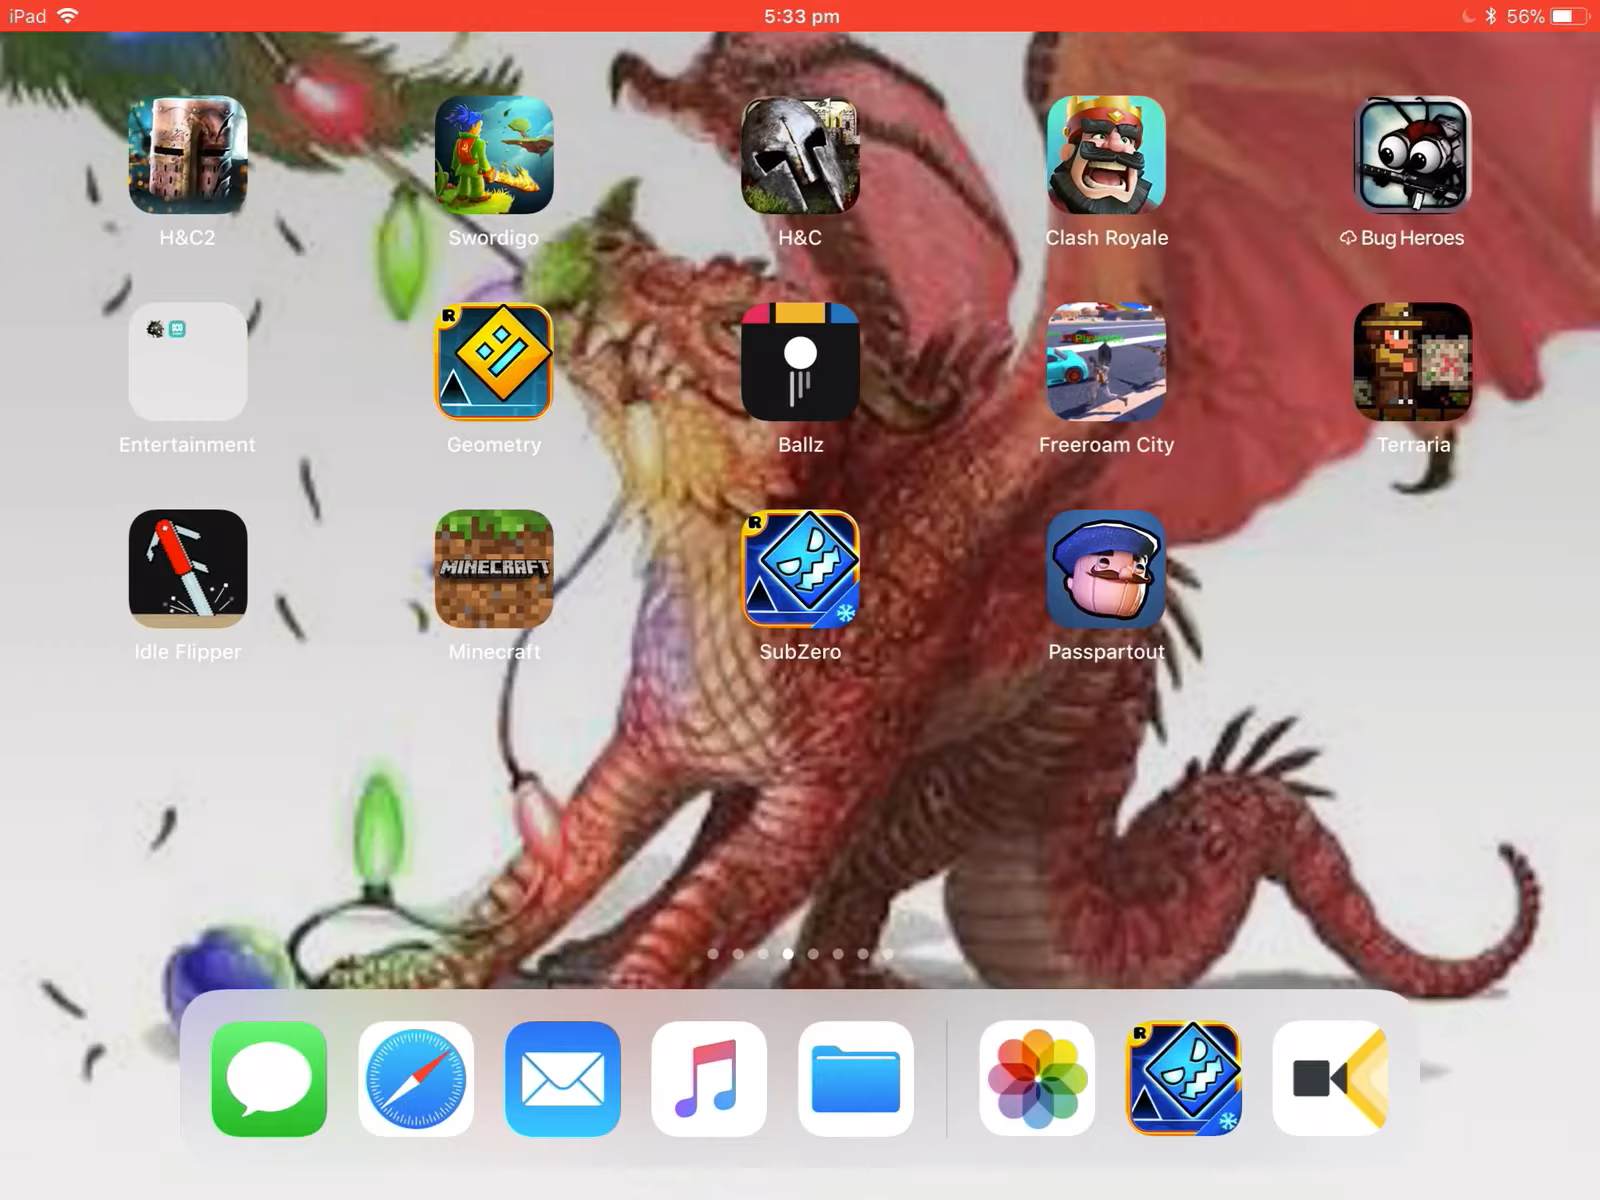 iPad 5:33 pm 56%
H&C2 Swordigo H&C Clash Royale Bug Heroes
Entertainment Geometry Ballz Freeroam City Terraria
MINECRAFT
Idle Flipper Minecraft SubZero Passpartout